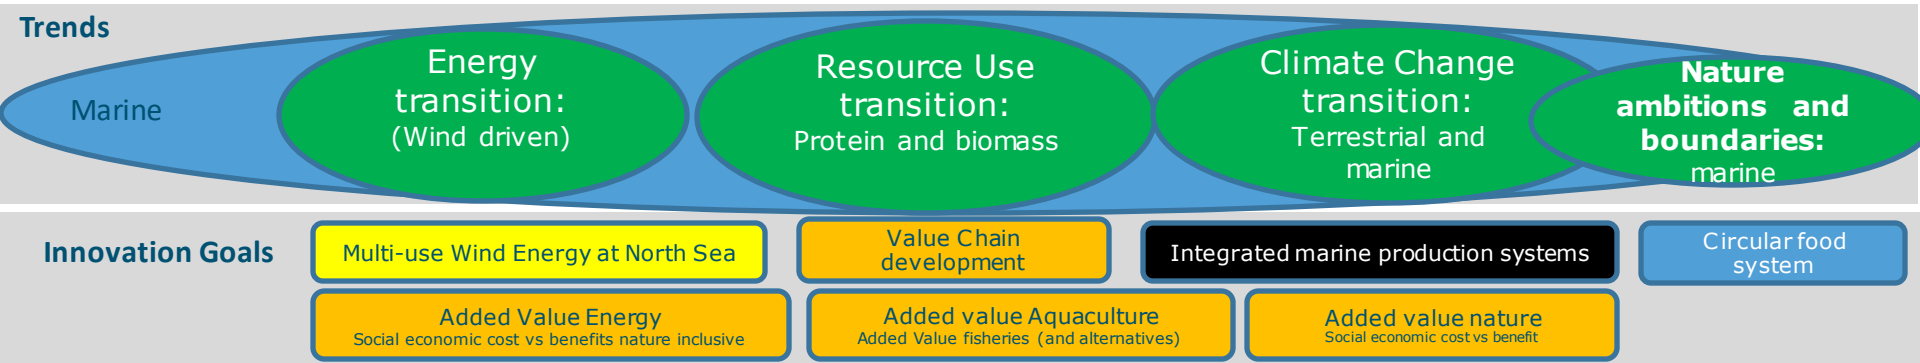 Trends
Marine
Energy
transition:
(Wind driven)
Resource Use
transition:
Protein and biomass
Climate Change
transition:
Terrestrial and
marine
Nature
ambitions and
boundaries:
marine
Innovation Goals
Multi-use Wind Energy at North Sea
Value Chain
development
Integrated marine production systems
Circular food
system
Added Value Energy
Social economic cost vs benefits nature inclusive
Added value Aquaculture
Added Value fisheries (and alternatives)
Added value nature
Social economic cost vs benefit